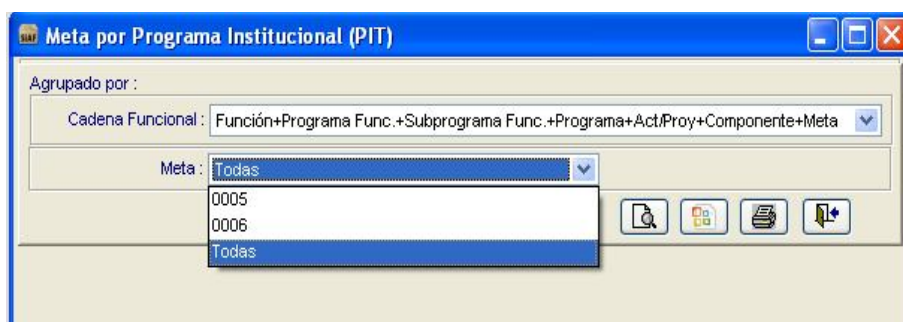 SIAF Meta por Programa Institucional (PIT)
Agrupado por :
Cadena Funcional : Función+Programa Func.+Subprograma Func.+Programa+Act/Proy+Componente+Meta
Meta : Todas
0005
0006
Todas